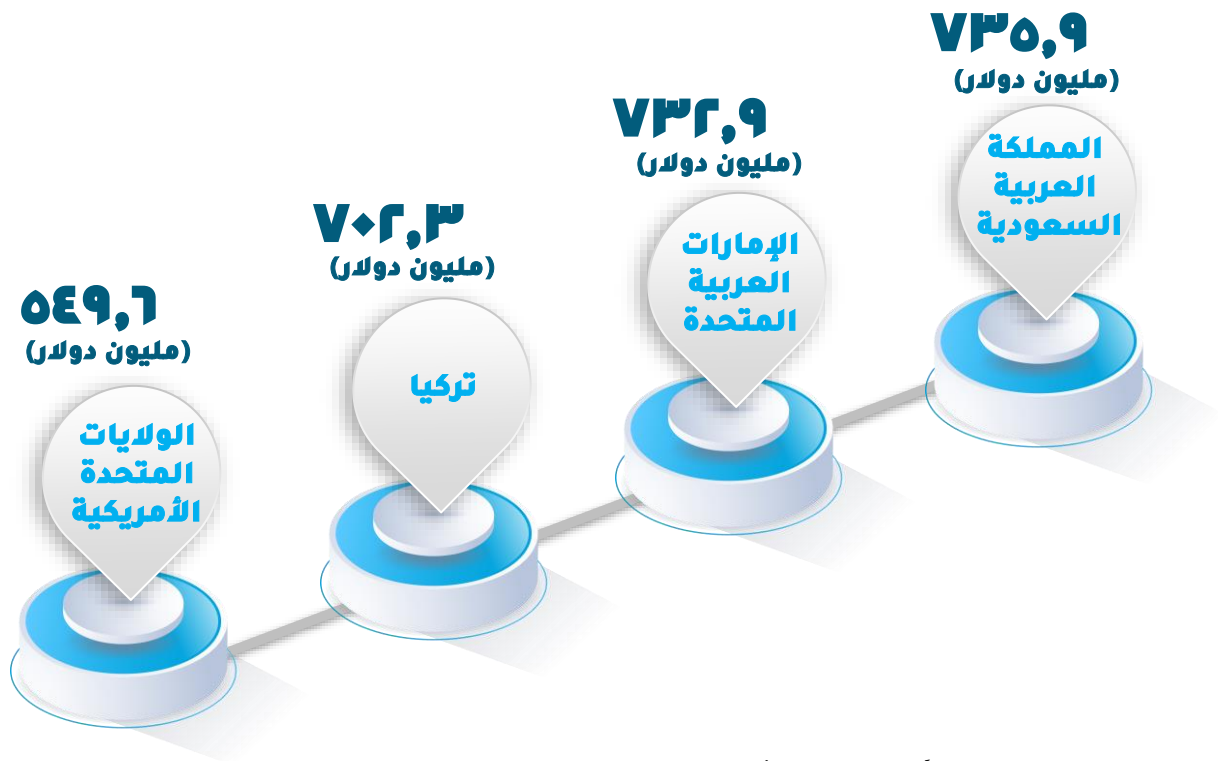 ٧٣٥,٩
(مليون دولار)
المملكة
العربية
السعودية
٧٣٢,٩
(مليون دولار)
الإمارات
العربية
المتحدة
٧٠٢,٣
(مليون دولار)
تركيا
٥٤٩,٦
(مليون دولار)
الولايات
المتحدة
الأمريكية